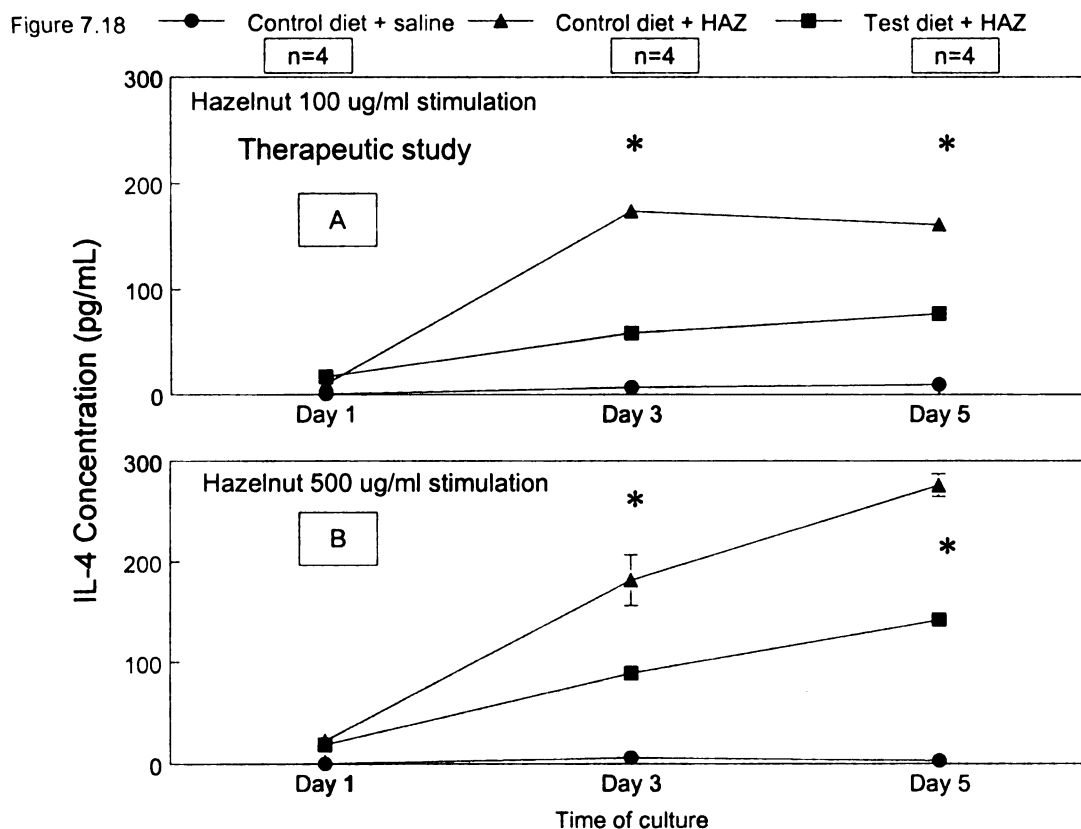 Figure 7.18 Control diet + saline Control diet + HAZ Test diet + HAZ
n=4 n=4 n=4
300
Hazelnut 100 ug/ml stimulation
Therapeutic study
* *
200
A
100
0
Day 1 Day 3 Day 5
IL-4 Concentration (pg/mL)
300
Hazelnut 500 ug/ml stimulation
*
B
*
200
100
0
Day 1 Day 3 Day 5
Time of culture